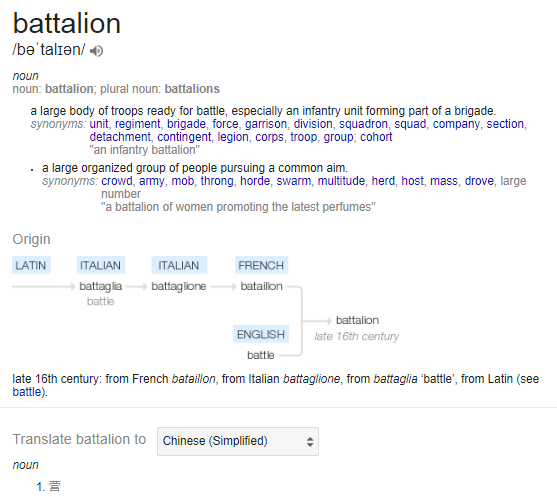 battalion
/bəˈtalɪən/
noun
noun: battalion; plural noun: battalions
a large body of troops ready for battle, especially an infantry unit forming part of a brigade.
synonyms: unit, regiment, brigade, force, garrison, division, squadron, squad, company, section,
detachment, contingent, legion, corps, troop, group, cohort
"an infantry battalion"
• a large organized group of people pursuing a common aim.
synonyms: crowd, army, mob, throng, horde, swarm, multitude, herd, host, mass, drove, large
number
"a battalion of women promoting the latest perfumes"
Origin
LATIN ITALIAN ITALIAN FRENCH
battaglia battaglione bataillon
battle
battalion
ENGLISH late 16th century
battle
late 16th century: from French bataillon, from Italian battaglione, from battaglia ‘battle’, from Latin (see
battle).
Translate battalion to Chinese (Simplified)
noun
1. 营